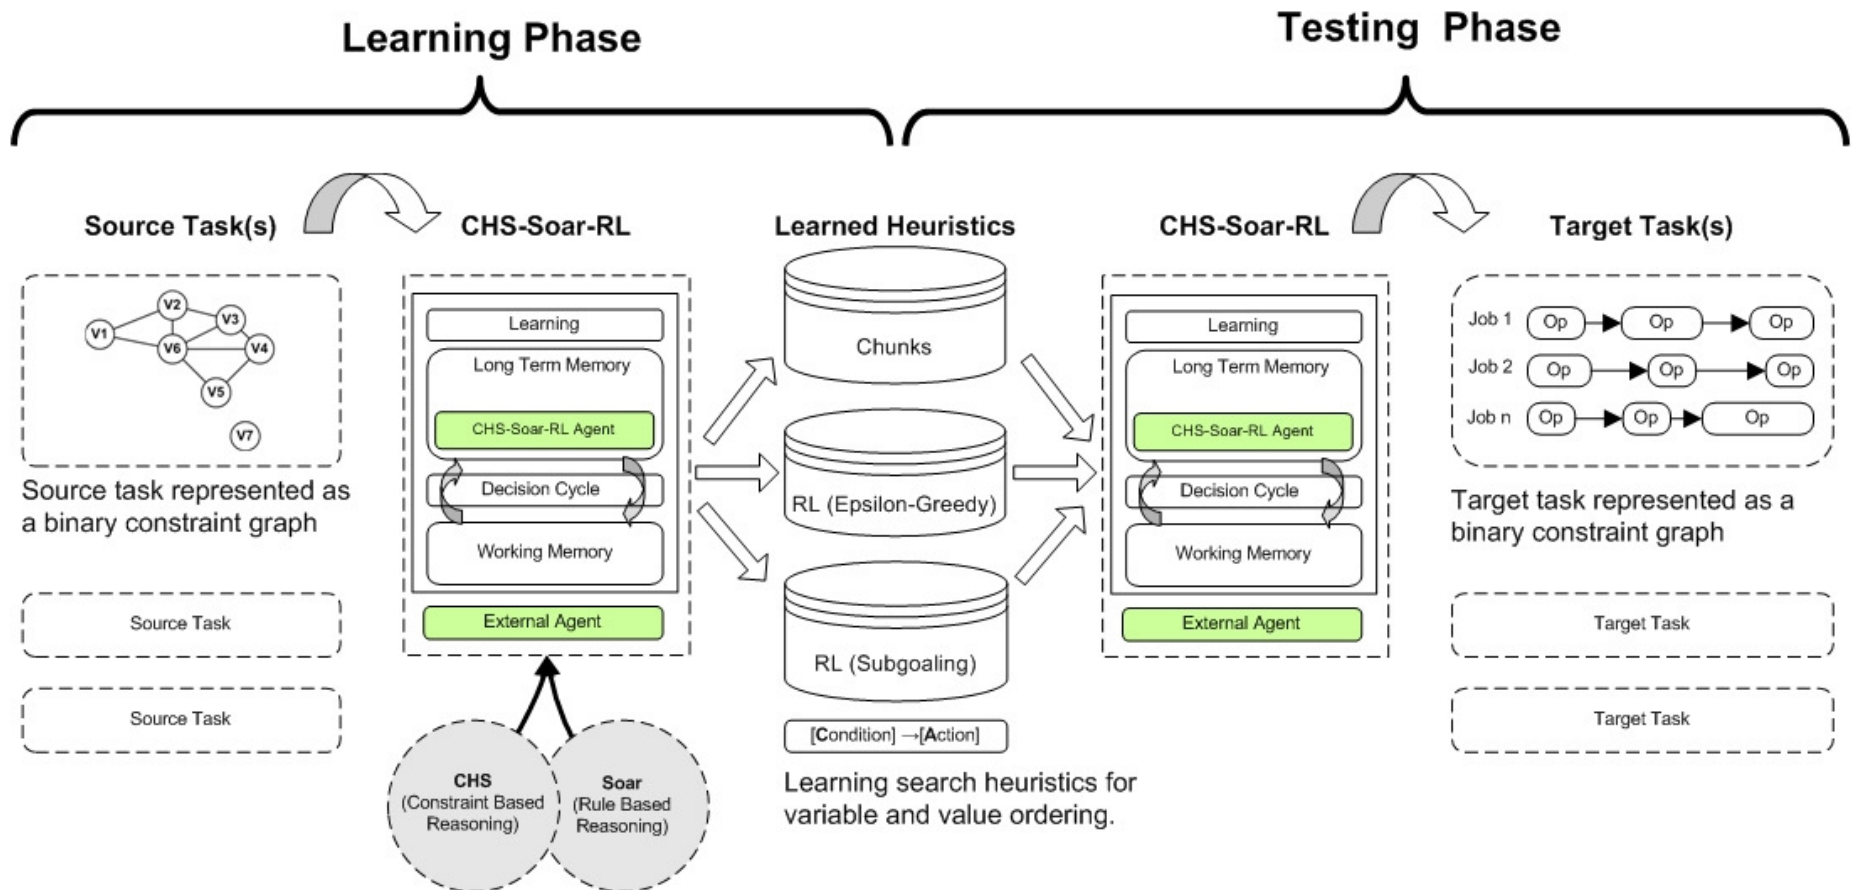 Learning Phase
Testing Phase
Source Task(s)
CHS-Soar-RL
Learned Heuristics
CHS-Soar-RL
Target Task(s)
V1
V2
V3
V6
V4
V5
V7
Source task represented as
a binary constraint graph
Source Task
Source Task
Learning
Long Term Memory
CHS-Soar-RL Agent
Decision Cycle
Working Memory
External Agent
CHS
(Constraint Based
Reasoning)
Soar
(Rule Based
Reasoning)
Chunks
RL (Epsilon-Greedy)
RL (Subgoaling)
[Condition] →[Action]
Learning search heuristics for
variable and value ordering.
Learning
Long Term Memory
CHS-Soar-RL Agent
Decision Cycle
Working Memory
External Agent
Job 1 Op Op Op
Job 2 Op Op Op
Job n Op Op Op
Target task represented as a
binary constraint graph
Target Task
Target Task